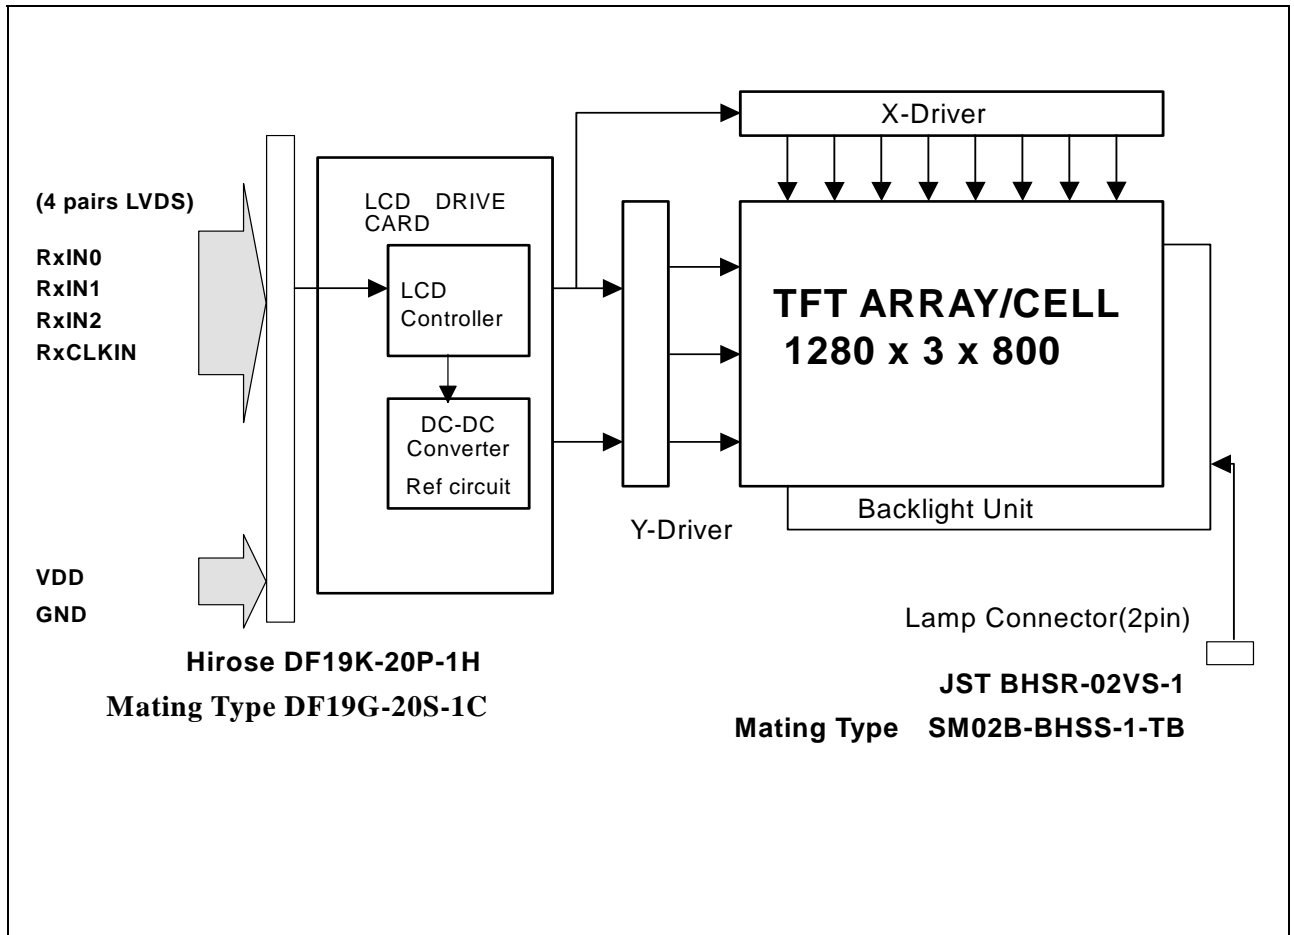 X-Driver
(4 pairs LVDS)
RxIN0
RxIN1
RxIN2
RxCLKIN
LCD DRIVE
CARD
LCD
Controller
DC-DC
Converter
Ref circuit
TFT ARRAY/CELL
1280 x 3 x 800
Backlight Unit
Y-Driver
VDD
GND
Hirose DF19K-20P-1H
Mating Type DF19G-20S-1C
Lamp Connector(2pin)
JST BHSR-02VS-1
Mating Type SM02B-BHSS-1-TB